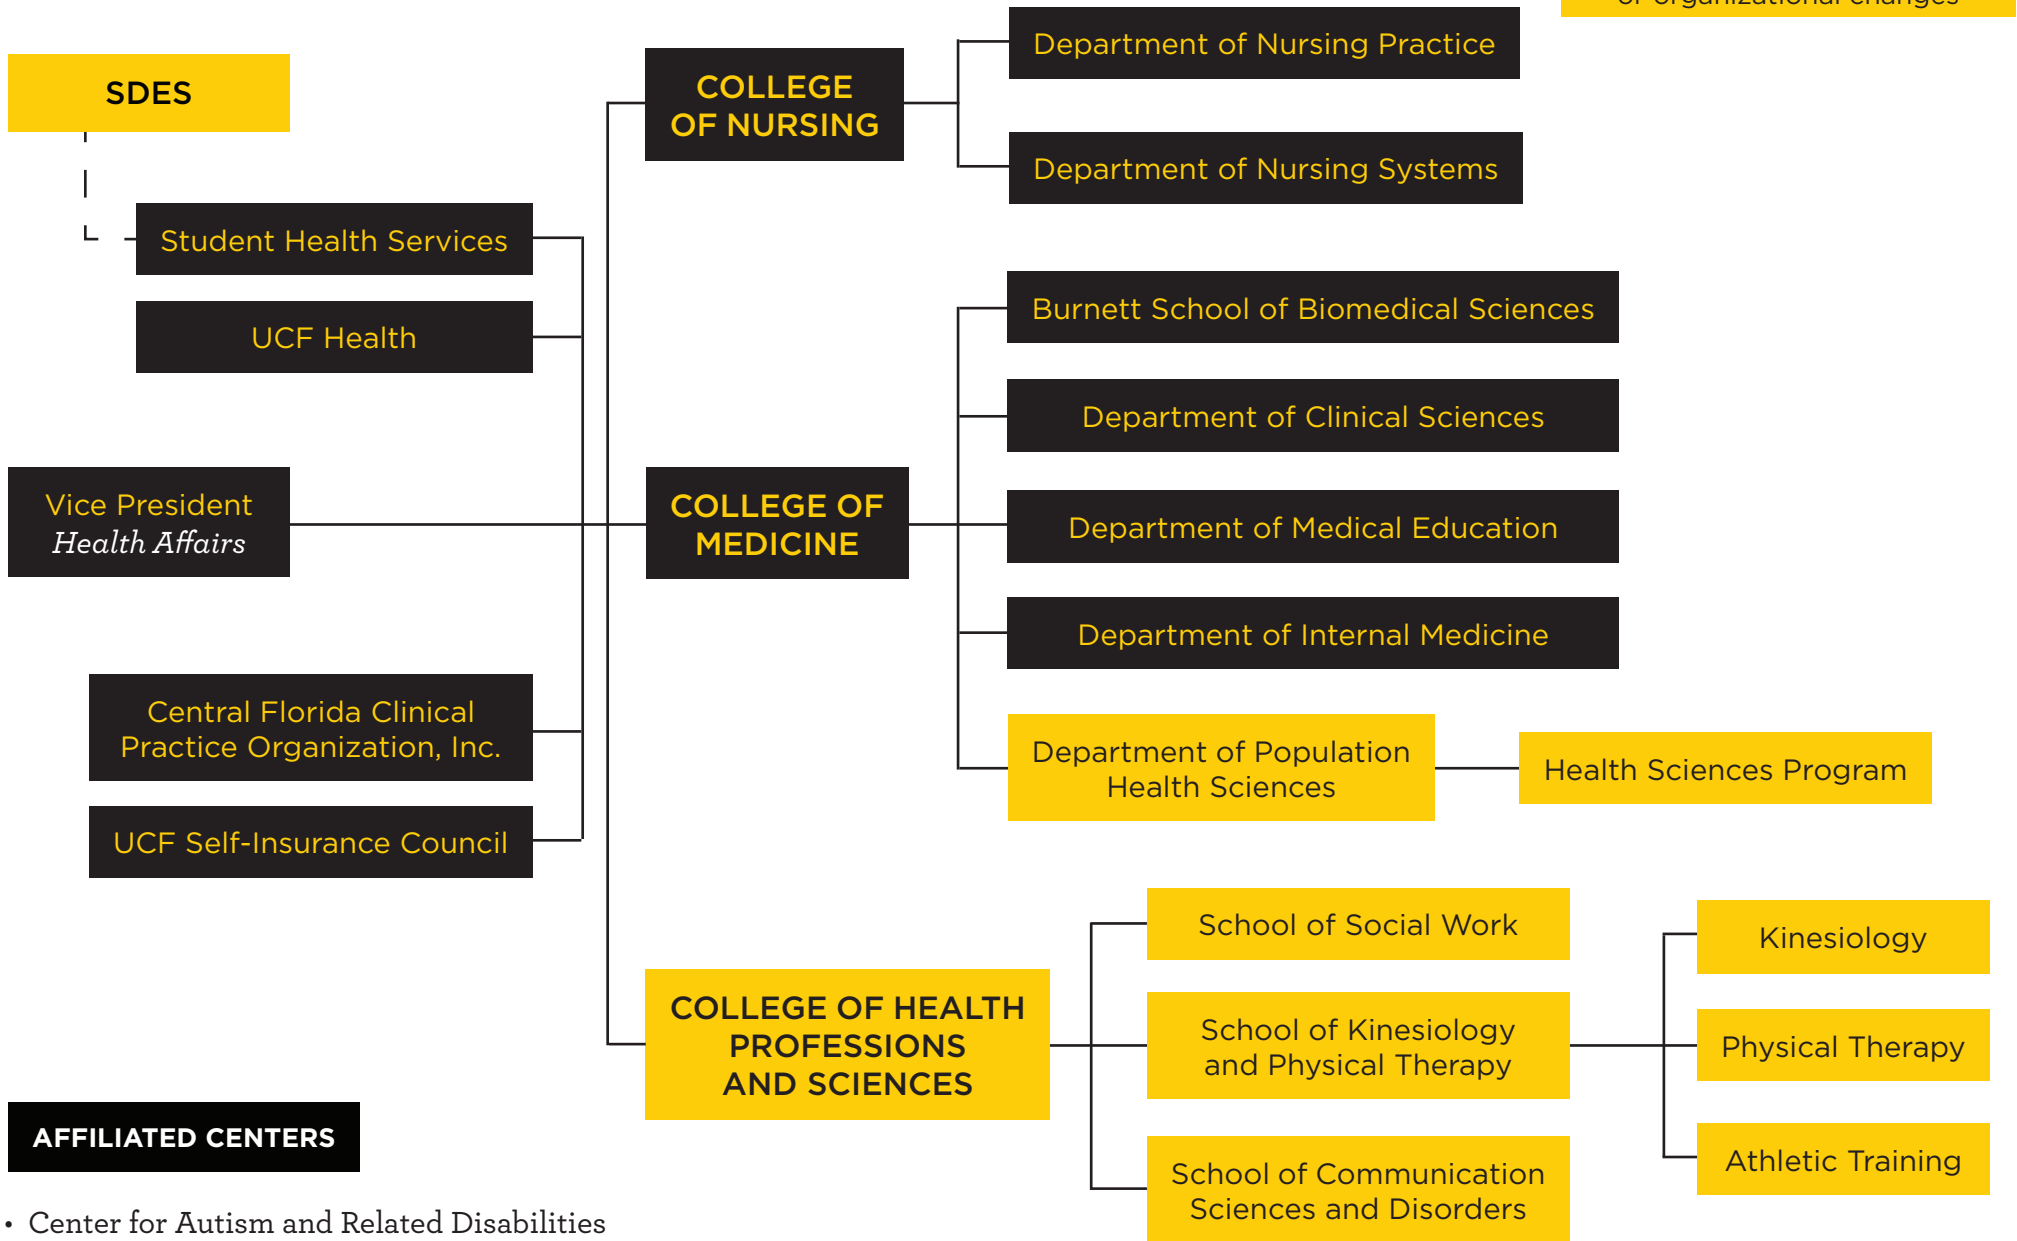 or organizational changes
SDES
COLLEGE
OF NURSING
Department of Nursing Practice
Department of Nursing Systems
Student Health Services
UCF Health
Vice President
Health Affairs
COLLEGE OF
MEDICINE
Burnett School of Biomedical Sciences
Department of Clinical Sciences
Department of Medical Education
Department of Internal Medicine
Department of Population
Health Sciences
Health Sciences Program
Central Florida Clinical
Practice Organization, Inc.
UCF Self-Insurance Council
COLLEGE OF HEALTH
PROFESSIONS
AND SCIENCES
School of Social Work
School of Kinesiology
and Physical Therapy
School of Communication
Sciences and Disorders
Kinesiology
Physical Therapy
Athletic Training
AFFILIATED CENTERS
• Center for Autism and Related Disabilities